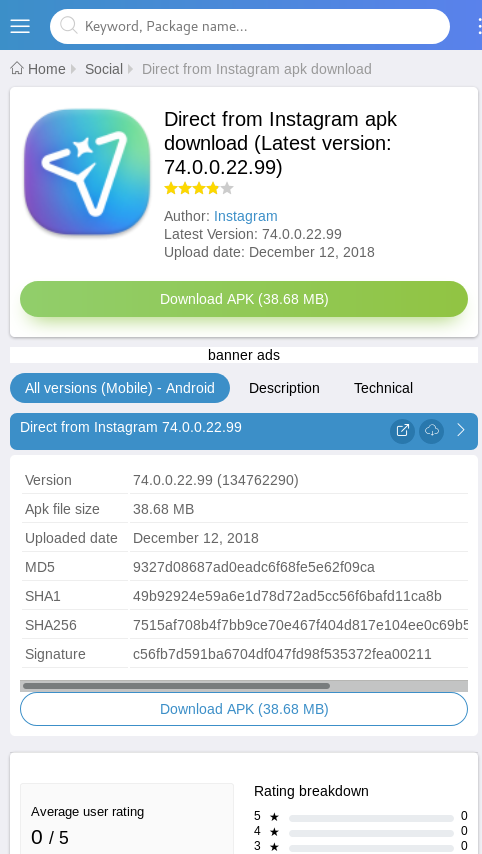 Keyword, Package name...
Home Social Direct from Instagram apk download
Direct from Instagram apk
download (Latest version:
74.0.0.22.99)
Author: Instagram
Latest Version: 74.0.0.22.99
Upload date: December 12, 2018
Download APK (38.68 MB)
banner ads
All versions (Mobile) - Android Description Technical
Direct from Instagram 74.0.0.22.99
Version 74.0.0.22.99 (134762290)
Apk file size 38.68 MB
Uploaded date December 12, 2018
MD5 9327d08687ad0eadc6f68fe5e62f09ca
SHA1 49b92924e59a6e1d78d72ad5cc56f6bafd11ca8b
SHA256 7515af708b4f7bb9ce70e467f404d817e104ee0c69b5
Signature c56fb7d591ba6704df047fd98f535372fea00211
Download APK (38.68 MB)
Average user rating
0 / 5
Rating breakdown
5 ★ 0
4 ★ 0
3 ★ 0